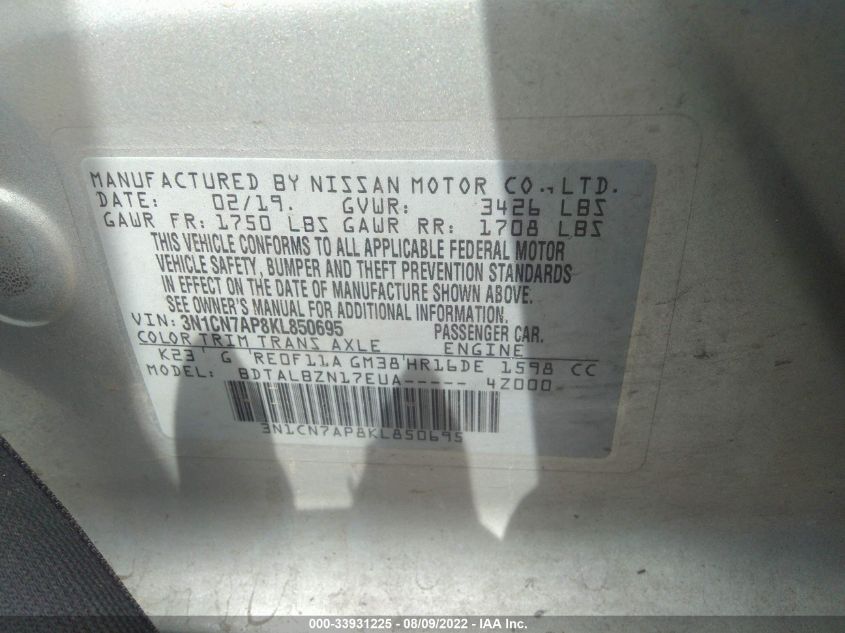 MANUFACTURED BY NISSAN MOTOR CO., LTD.
DATE: 02/19. GVWR: 3426 LBS
GAWR FR: 1750 LBS GAWR RR: 1708 LBS
THIS VEHICLE CONFORMS TO ALL APPLICABLE FEDERAL MOTOR
VEHICLE SAFETY, BUMPER AND THEFT PREVENTION STANDARDS
IN EFFECT ON THE DATE OF MANUFACTURE SHOWN ABOVE.
SEE OWNER'S MANUAL FOR ADDITIONAL INFORMATION.
VIN: 3N1CN7AP8KL850695 PASSENGER CAR.
COLOR TRIM TRANS AXLE ENGINE
K23 G RE0F11A GM38 HR16DE 1598 CC
MODEL: BDTALBZN17EUA----- 4Z000
3N1CN7AP8KL850695
000-33931225 - 08/09/2022 - IAA Inc.